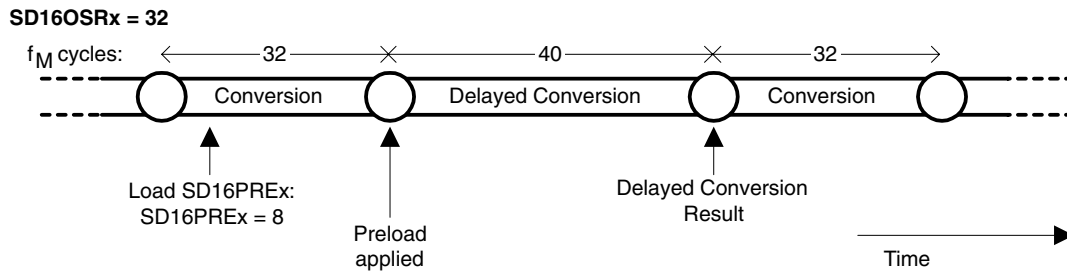 SD16OSRx = 32
fM cycles: 32 40 32
Conversion Delayed Conversion Conversion
Load SD16PREx:
SD16PREx = 8
Preload
applied
Delayed Conversion
Result
Time